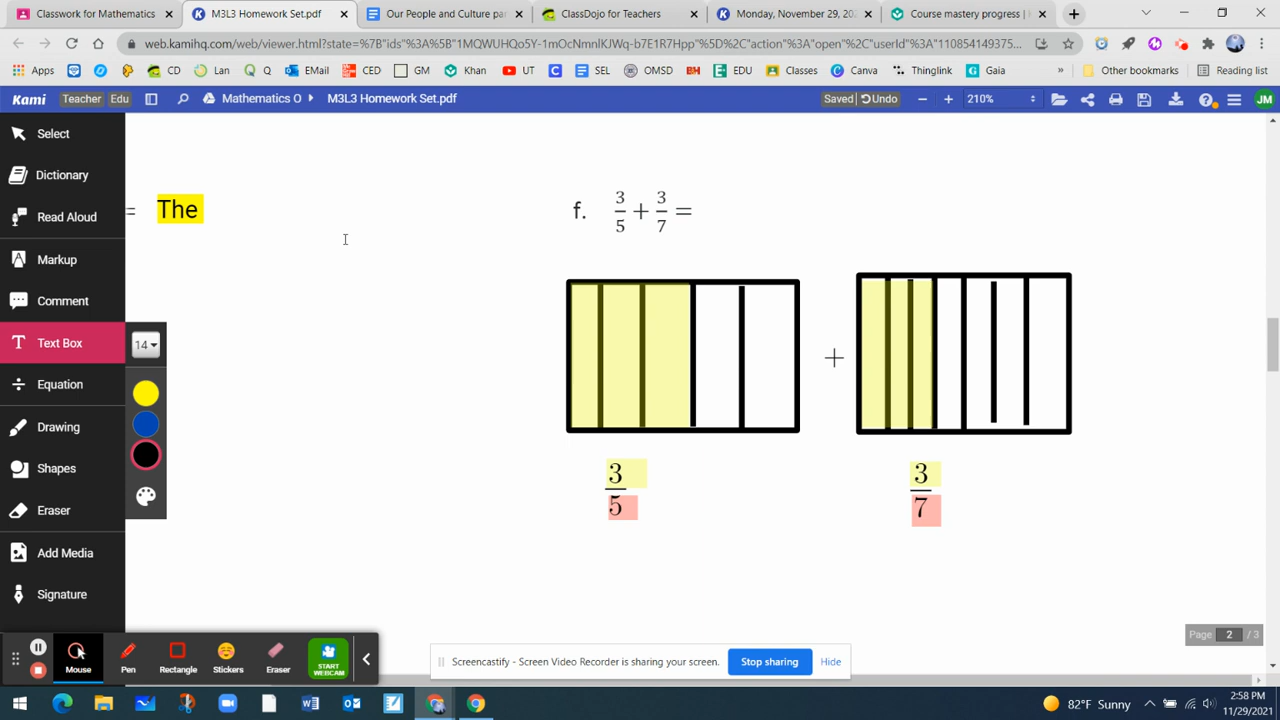 Classwork for Mathematics
M3L3 Homework Set.pdf
Our People and Culture par
ClassDojo for Teachers
Monday, November 29, 202
Course mastery progress |
web.kamihq.com/web/viewer.html?state=%7B"ids"%3A%5B"1MOWUHQo5Y-1mOcNmnlKJWq-b7E1R7Hpp"%5D%2C"action"%3A"open"%2C"userId"%3A"110854149375...
Apps
CD
Lan
Q
EMail
CED
GM
Khan
UT
SEL
OMSD
BH
EDU
Classes
Canva
Thinglink
Gaia
Other bookmarks
Reading list
Kami
Teacher
Edu
Mathematics O
M3L3 Homework Set.pdf
Saved
Undo
210%
JM
Select
Dictionary
Read Aloud
Markup
Comment
Text Box
Equation
Drawing
Shapes
Eraser
Add Media
Signature
14
= The
f. 3/5 + 3/7 =
+
3/5
3/7
Page 2 / 3
Mouse
Pen
Rectangle
Stickers
Eraser
START WEBCAM
Screencastify - Screen Video Recorder is sharing your screen.
Stop sharing
Hide
82°F Sunny
2:58 PM
11/29/2021